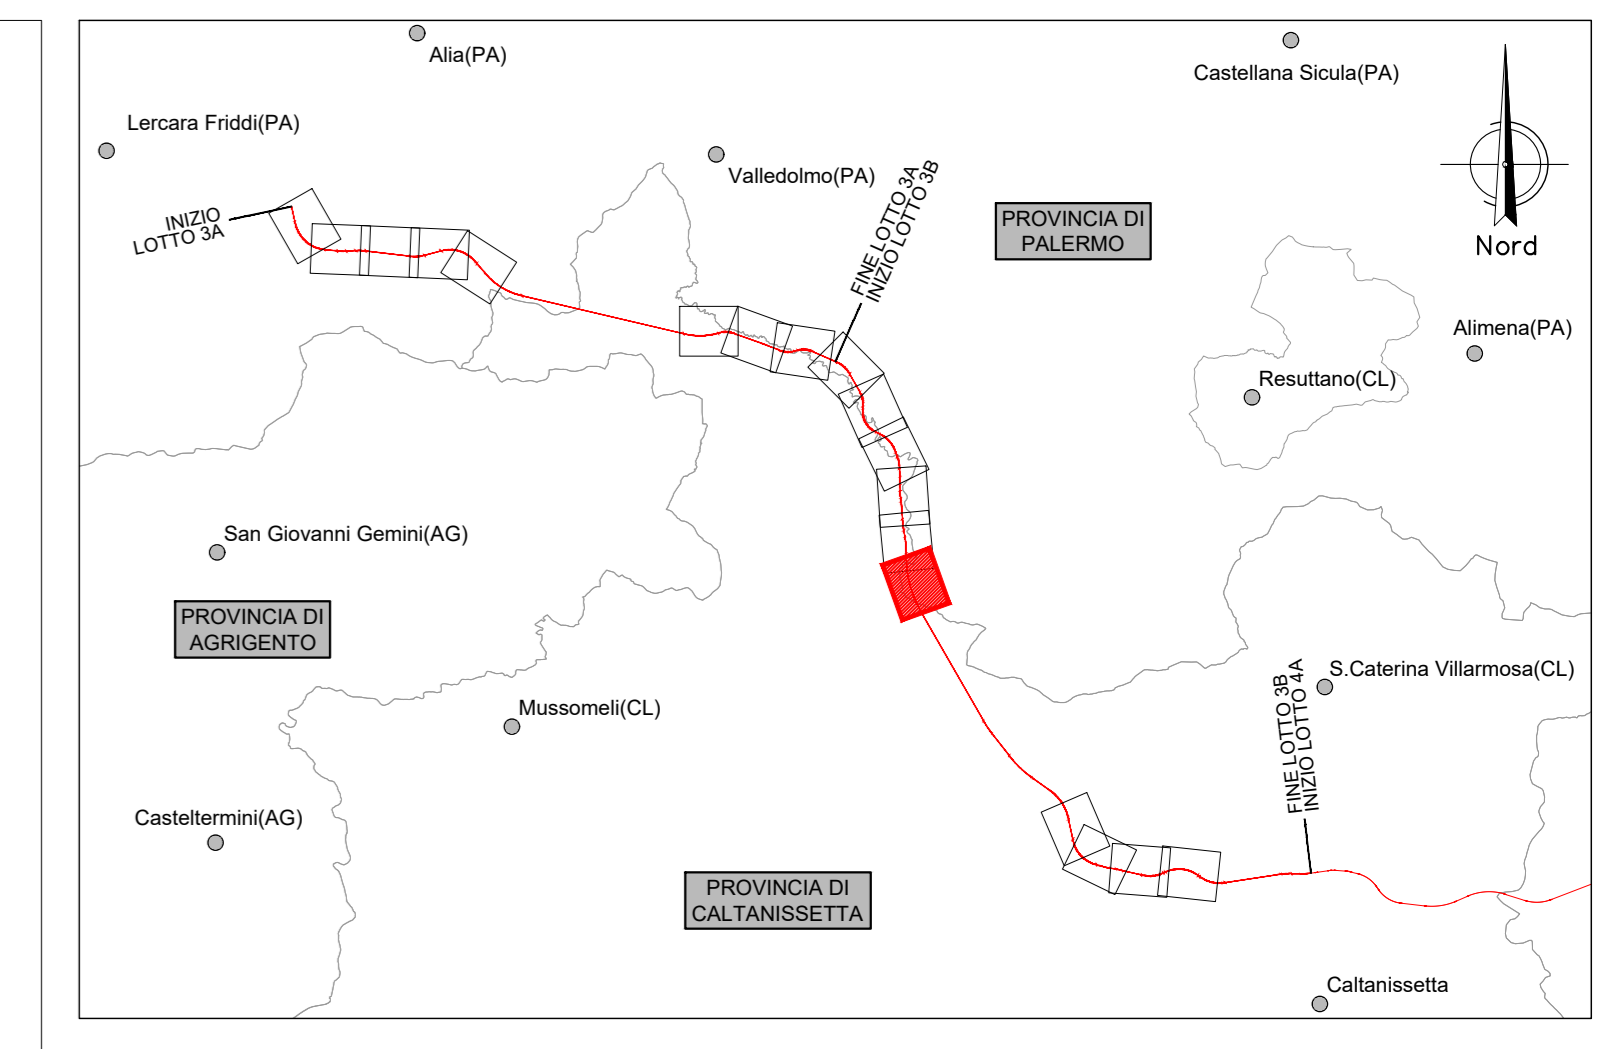 Alia(PA)
Castellana Sicula(PA)
Lercara Friddi(PA)
Valledolmo(PA)
INIZIO
LOTTO 3A
FINE LOTTO 3A
INIZIO LOTTO 3B
PROVINCIA DI
PALERMO
Nord
Alimena(PA)
Resuttano(CL)
San Giovanni Gemini(AG)
PROVINCIA DI
AGRIGENTO
Mussomeli(CL)
S.Caterina Villarmosa(CL)
FINE LOTTO 3B
INIZIO LOTTO 4A
Casteltermini(AG)
PROVINCIA DI
CALTANISSETTA
Caltanissetta